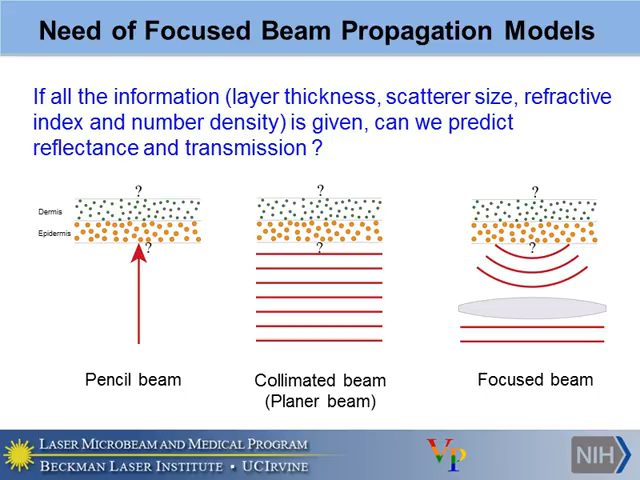 Need of Focused Beam Propagation Models
If all the information (layer thickness, scatterer size, refractive
index and number density) is given, can we predict
reflectance and transmission ?
? ? ?
Dermis
Epidermis
? ? ?
Pencil beam
Collimated beam
(Planer beam)
Focused beam
LASER MICROBEAM AND MEDICAL PROGRAM
BECKMAN LASER INSTITUTE • UCIRVINE
VP
NIH